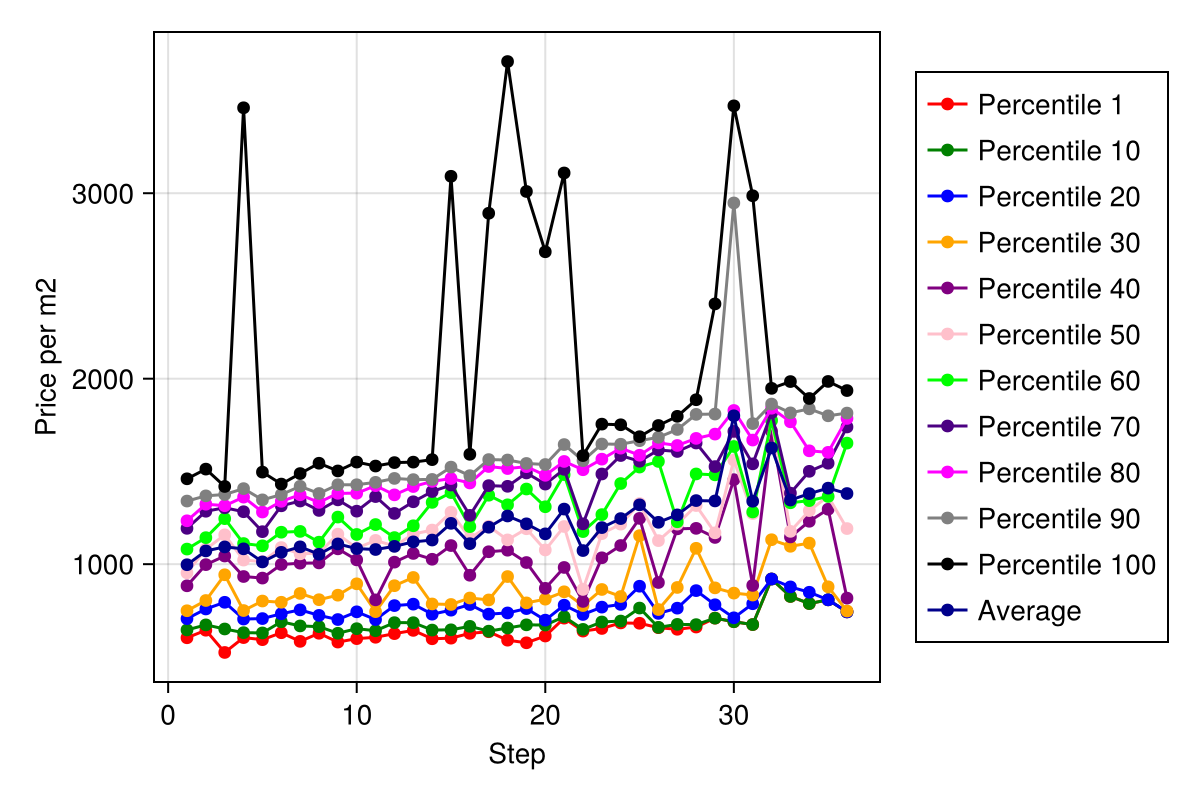 Price per m2
3000
2000
1000
0
10
20
30
Step
Percentile 1
Percentile 10
Percentile 20
Percentile 30
Percentile 40
Percentile 50
Percentile 60
Percentile 70
Percentile 80
Percentile 90
Percentile 100
Average